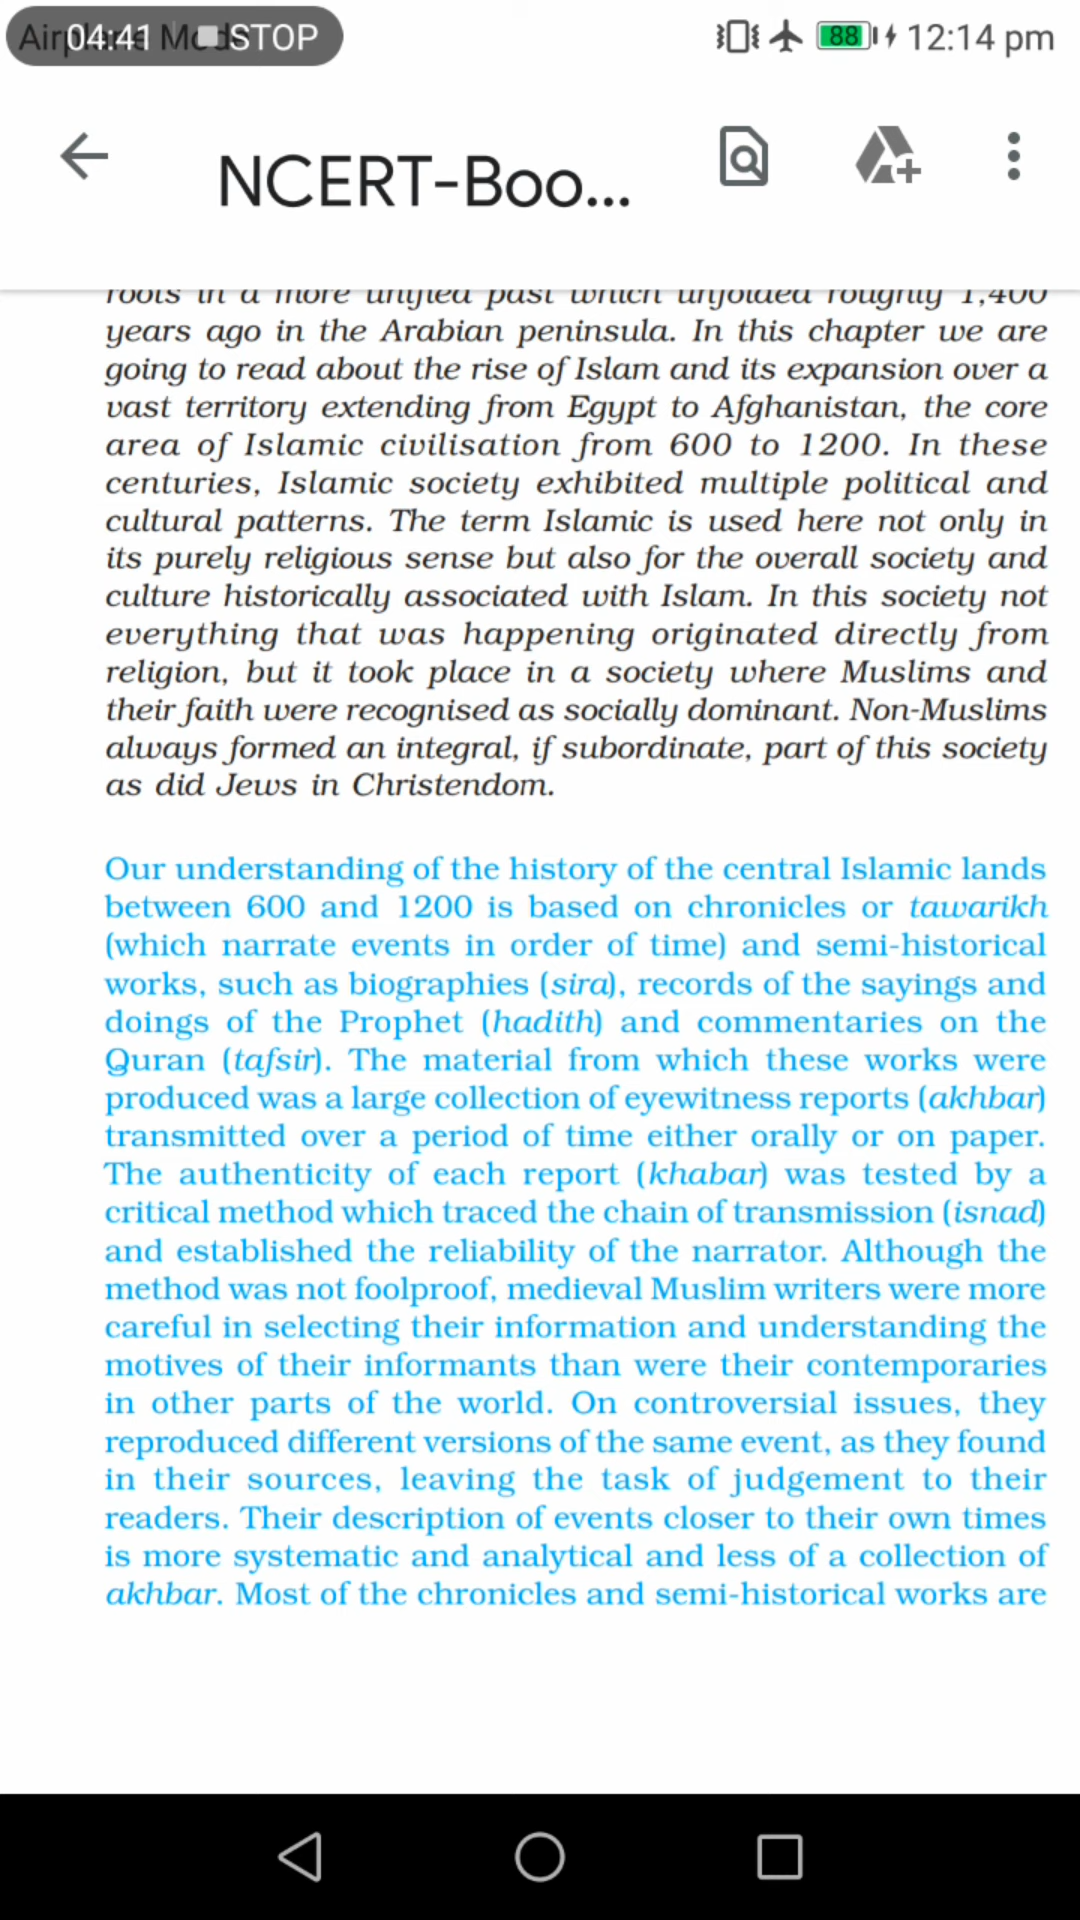 04:41 STOP
88 12:14 pm
NCERT-Boo...
roots in a more unified past which unfolded roughly 1,400
years ago in the Arabian peninsula. In this chapter we are
going to read about the rise of Islam and its expansion over a
vast territory extending from Egypt to Afghanistan, the core
area of Islamic civilisation from 600 to 1200. In these
centuries, Islamic society exhibited multiple political and
cultural patterns. The term Islamic is used here not only in
its purely religious sense but also for the overall society and
culture historically associated with Islam. In this society not
everything that was happening originated directly from
religion, but it took place in a society where Muslims and
their faith were recognised as socially dominant. Non-Muslims
always formed an integral, if subordinate, part of this society
as did Jews in Christendom.
Our understanding of the history of the central Islamic lands
between 600 and 1200 is based on chronicles or tawarikh
(which narrate events in order of time) and semi-historical
works, such as biographies (sira), records of the sayings and
doings of the Prophet (hadith) and commentaries on the
Quran (tafsir). The material from which these works were
produced was a large collection of eyewitness reports (akhbar)
transmitted over a period of time either orally or on paper.
The authenticity of each report (khabar) was tested by a
critical method which traced the chain of transmission (isnad)
and established the reliability of the narrator. Although the
method was not foolproof, medieval Muslim writers were more
careful in selecting their information and understanding the
motives of their informants than were their contemporaries
in other parts of the world. On controversial issues, they
reproduced different versions of the same event, as they found
in their sources, leaving the task of judgement to their
readers. Their description of events closer to their own times
is more systematic and analytical and less of a collection of
akhbar. Most of the chronicles and semi-historical works are